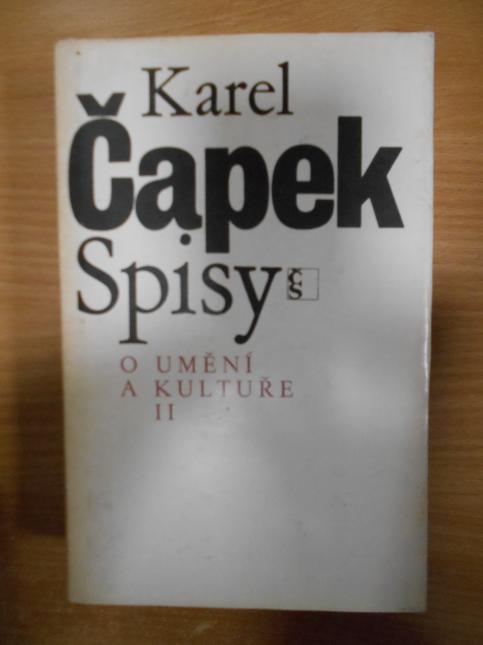 Karel
Čapek
Spisy
ČS
O UMĚNÍ
A KULTUŘE
II